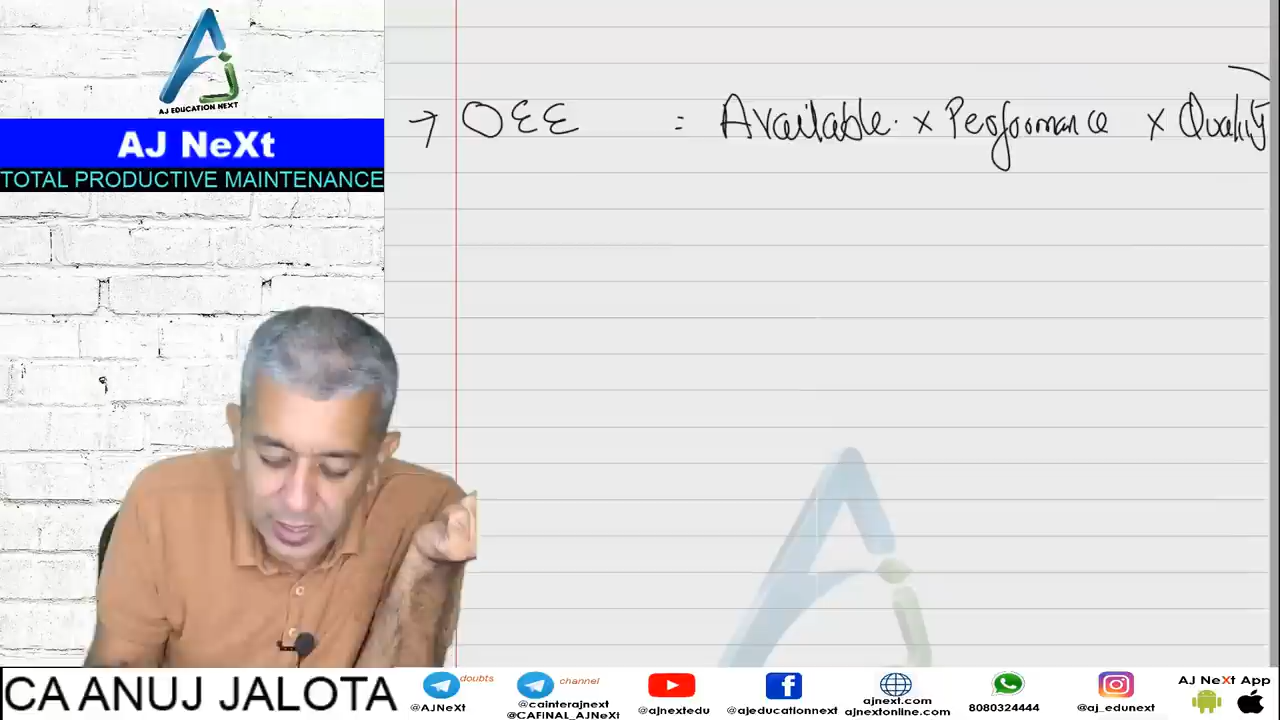 AJ EDUCATION NEXT
AJ NeXt
TOTAL PRODUCTIVE MAINTENANCE
→ OEE = Available. x Performance x Quality
CA ANUJ JALOTA
doubts
@AJNeXt
channel
@cainterajnext
@CAFINAL_AJNeXt
@ajnextedu
@ajeducationnext
ajnext.com
ajnextonline.com
8080324484
@aj_edunext
AJ NeXt App